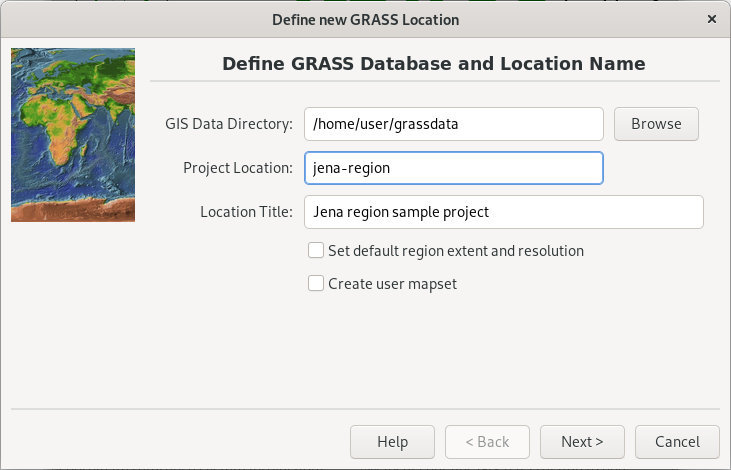 Define new GRASS Location
×
Define GRASS Database and Location Name
GIS Data Directory: /home/user/grassdata Browse
Project Location: jena-region
Location Title: Jena region sample project
Set default region extent and resolution
Create user mapset
Help < Back Next > Cancel